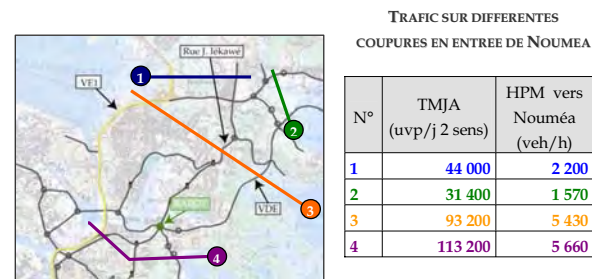 TRAFIC SUR DIFFERENTES
COUPURES EN ENTREE DE NOUMEA
Rue J. Iékawé
VE1
1
2
VDE
3
4
N° TMJA (uvp/j 2 sens) HPM vers Nouméa (veh/h)
1 44 000 2 200
2 31 400 1 570
3 93 200 5 430
4 113 200 5 660